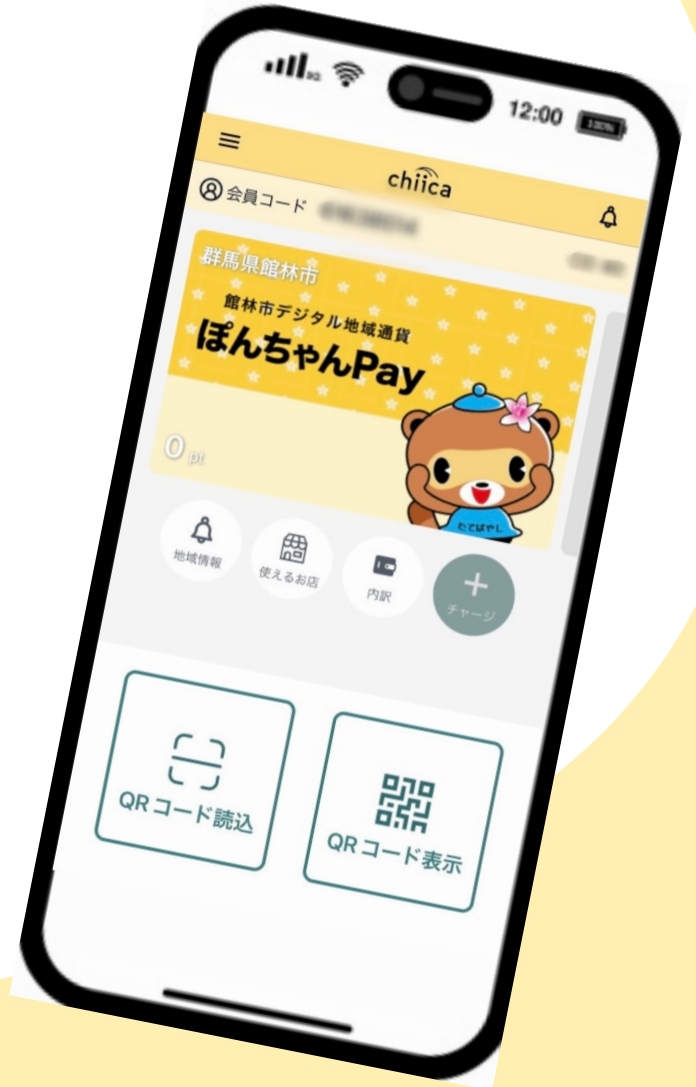 12:00
chiica
会員コード
群馬県館林市
館林市デジタル地域通貨
ぽんちゃんPay
0 pt
たてばやし
地域情報
使えるお店
内訳
チャージ
QRコード読込
QRコード表示